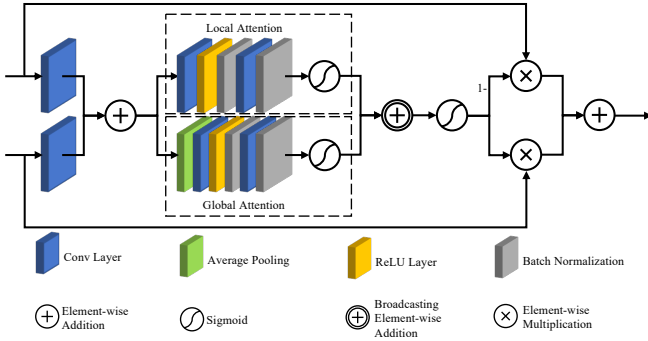 Local Attention
1-
Global Attention
Conv Layer
Average Pooling
ReLU Layer
Batch Normalization
Element-wise
Addition
Sigmoid
Broadcasting
Element-wise
Addition
Element-wise
Multiplication